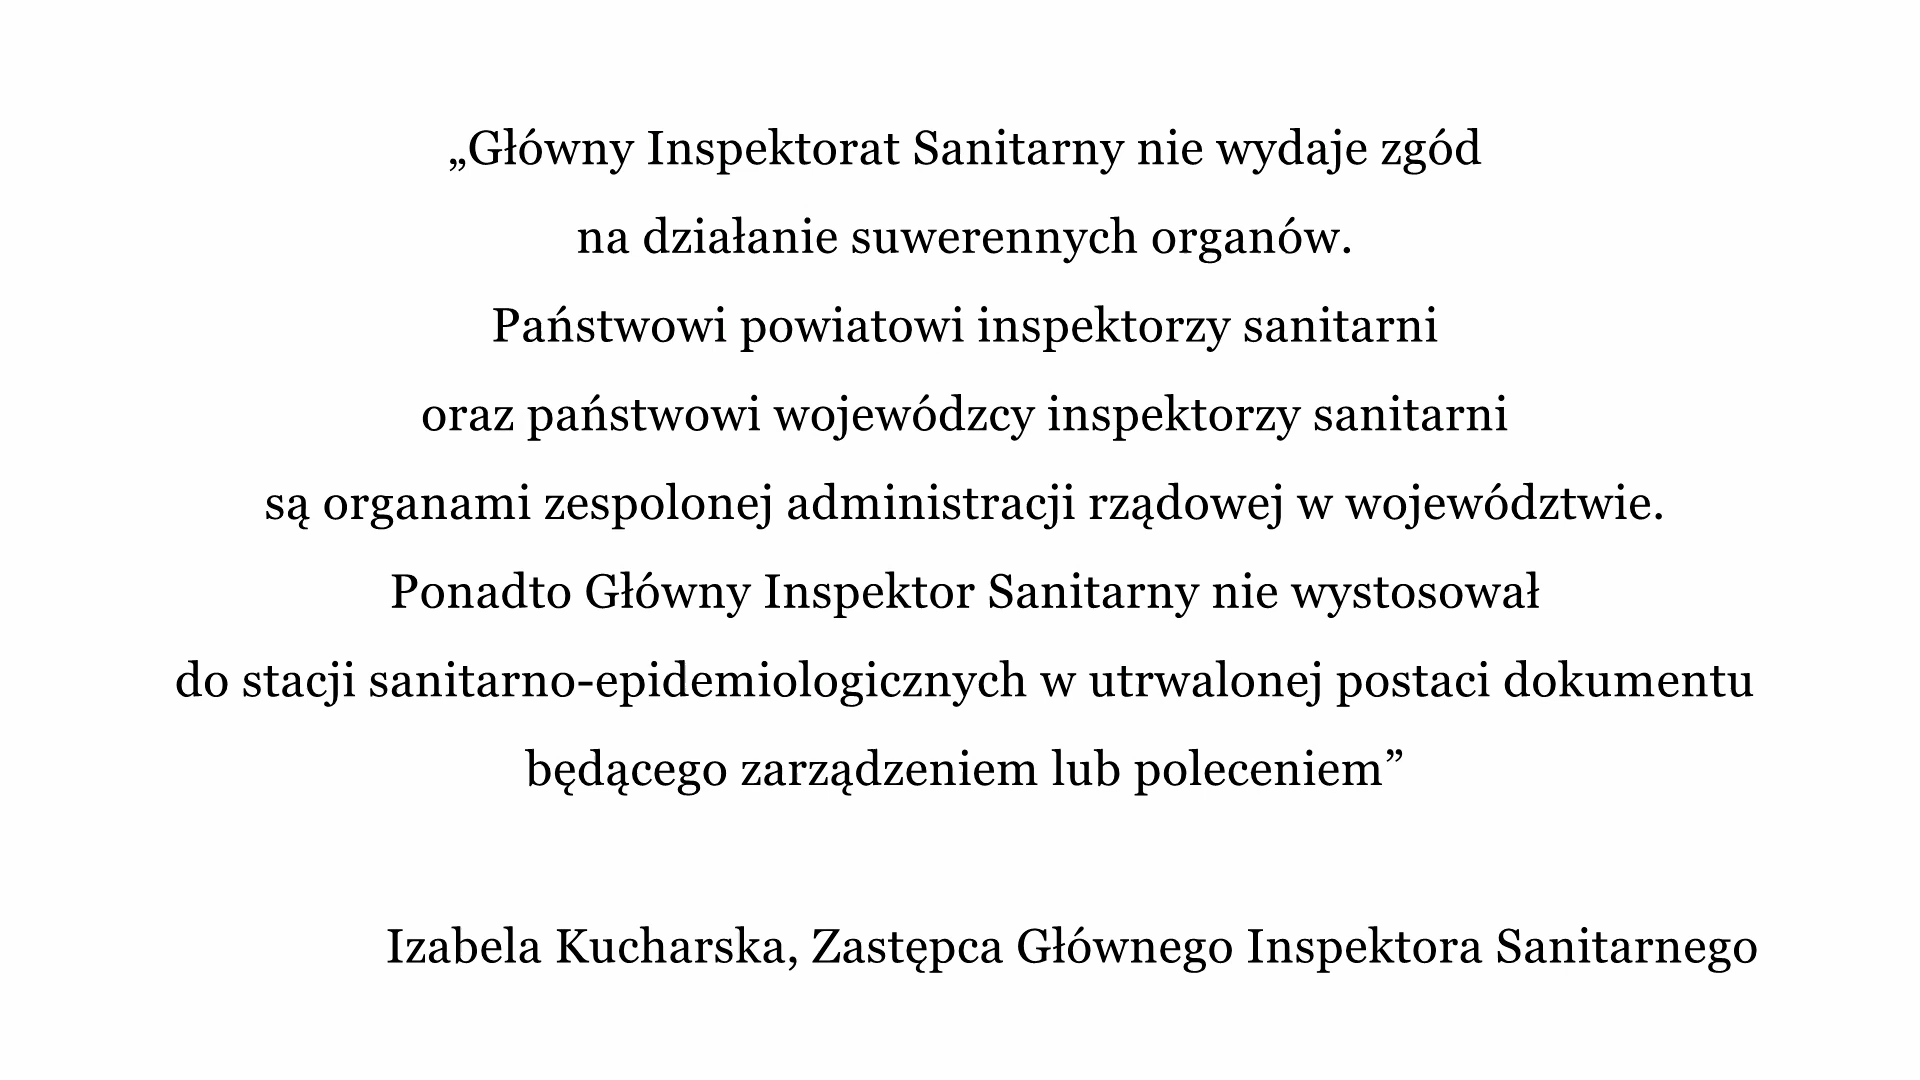 „Główny Inspektorat Sanitarny nie wydaje zgód
na działanie suwerennych organów.
Państwowi powiatowi inspektorzy sanitarni
oraz państwowi wojewódzcy inspektorzy sanitarni
są organami zespolonej administracji rządowej w województwie.
Ponadto Główny Inspektor Sanitarny nie wystosował
do stacji sanitarno-epidemiologicznych w utrwalonej postaci dokumentu
będącego zarządzeniem lub poleceniem”
Izabela Kucharska, Zastępca Głównego Inspektora Sanitarnego